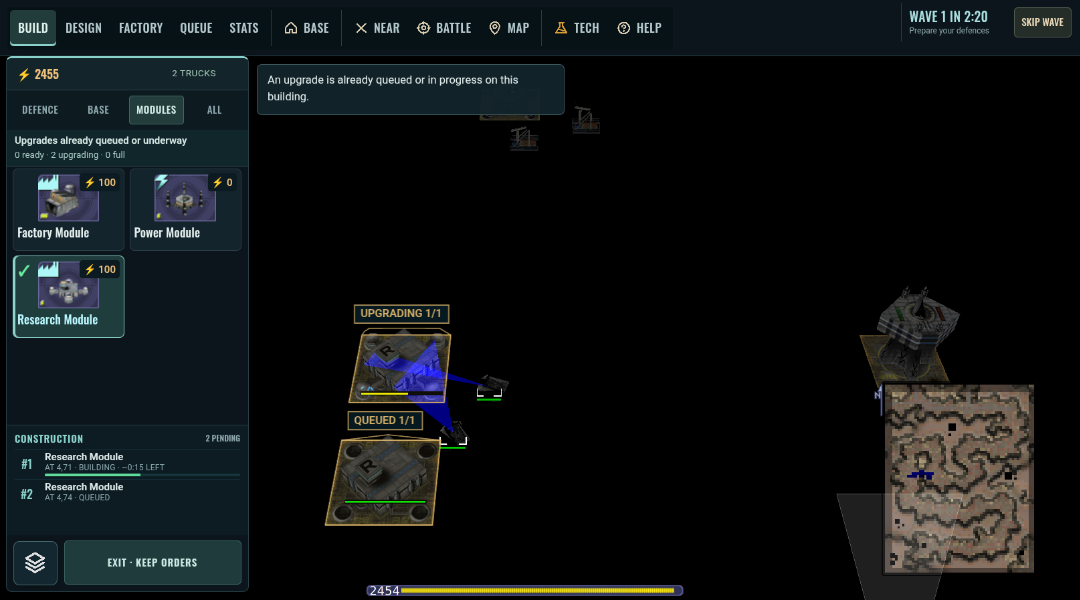 BUILD DESIGN FACTORY QUEUE STATS BASE NEAR BATTLE MAP TECH HELP
WAVE 1 IN 2:20
Prepare your defences
SKIP WAVE
2455
2 TRUCKS
DEFENCE BASE MODULES ALL
Upgrades already queued or underway
0 ready · 2 upgrading · 0 full
100
Factory Module
0
Power Module
100
Research Module
CONSTRUCTION
2 PENDING
#1
Research Module
AT 4,71 · BUILDING · ~0:15 LEFT
#2
Research Module
AT 4,74 · QUEUED
EXIT · KEEP ORDERS
An upgrade is already queued or in progress on this
building.
UPGRADING 1/1
R
QUEUED 1/1
R
N
2454